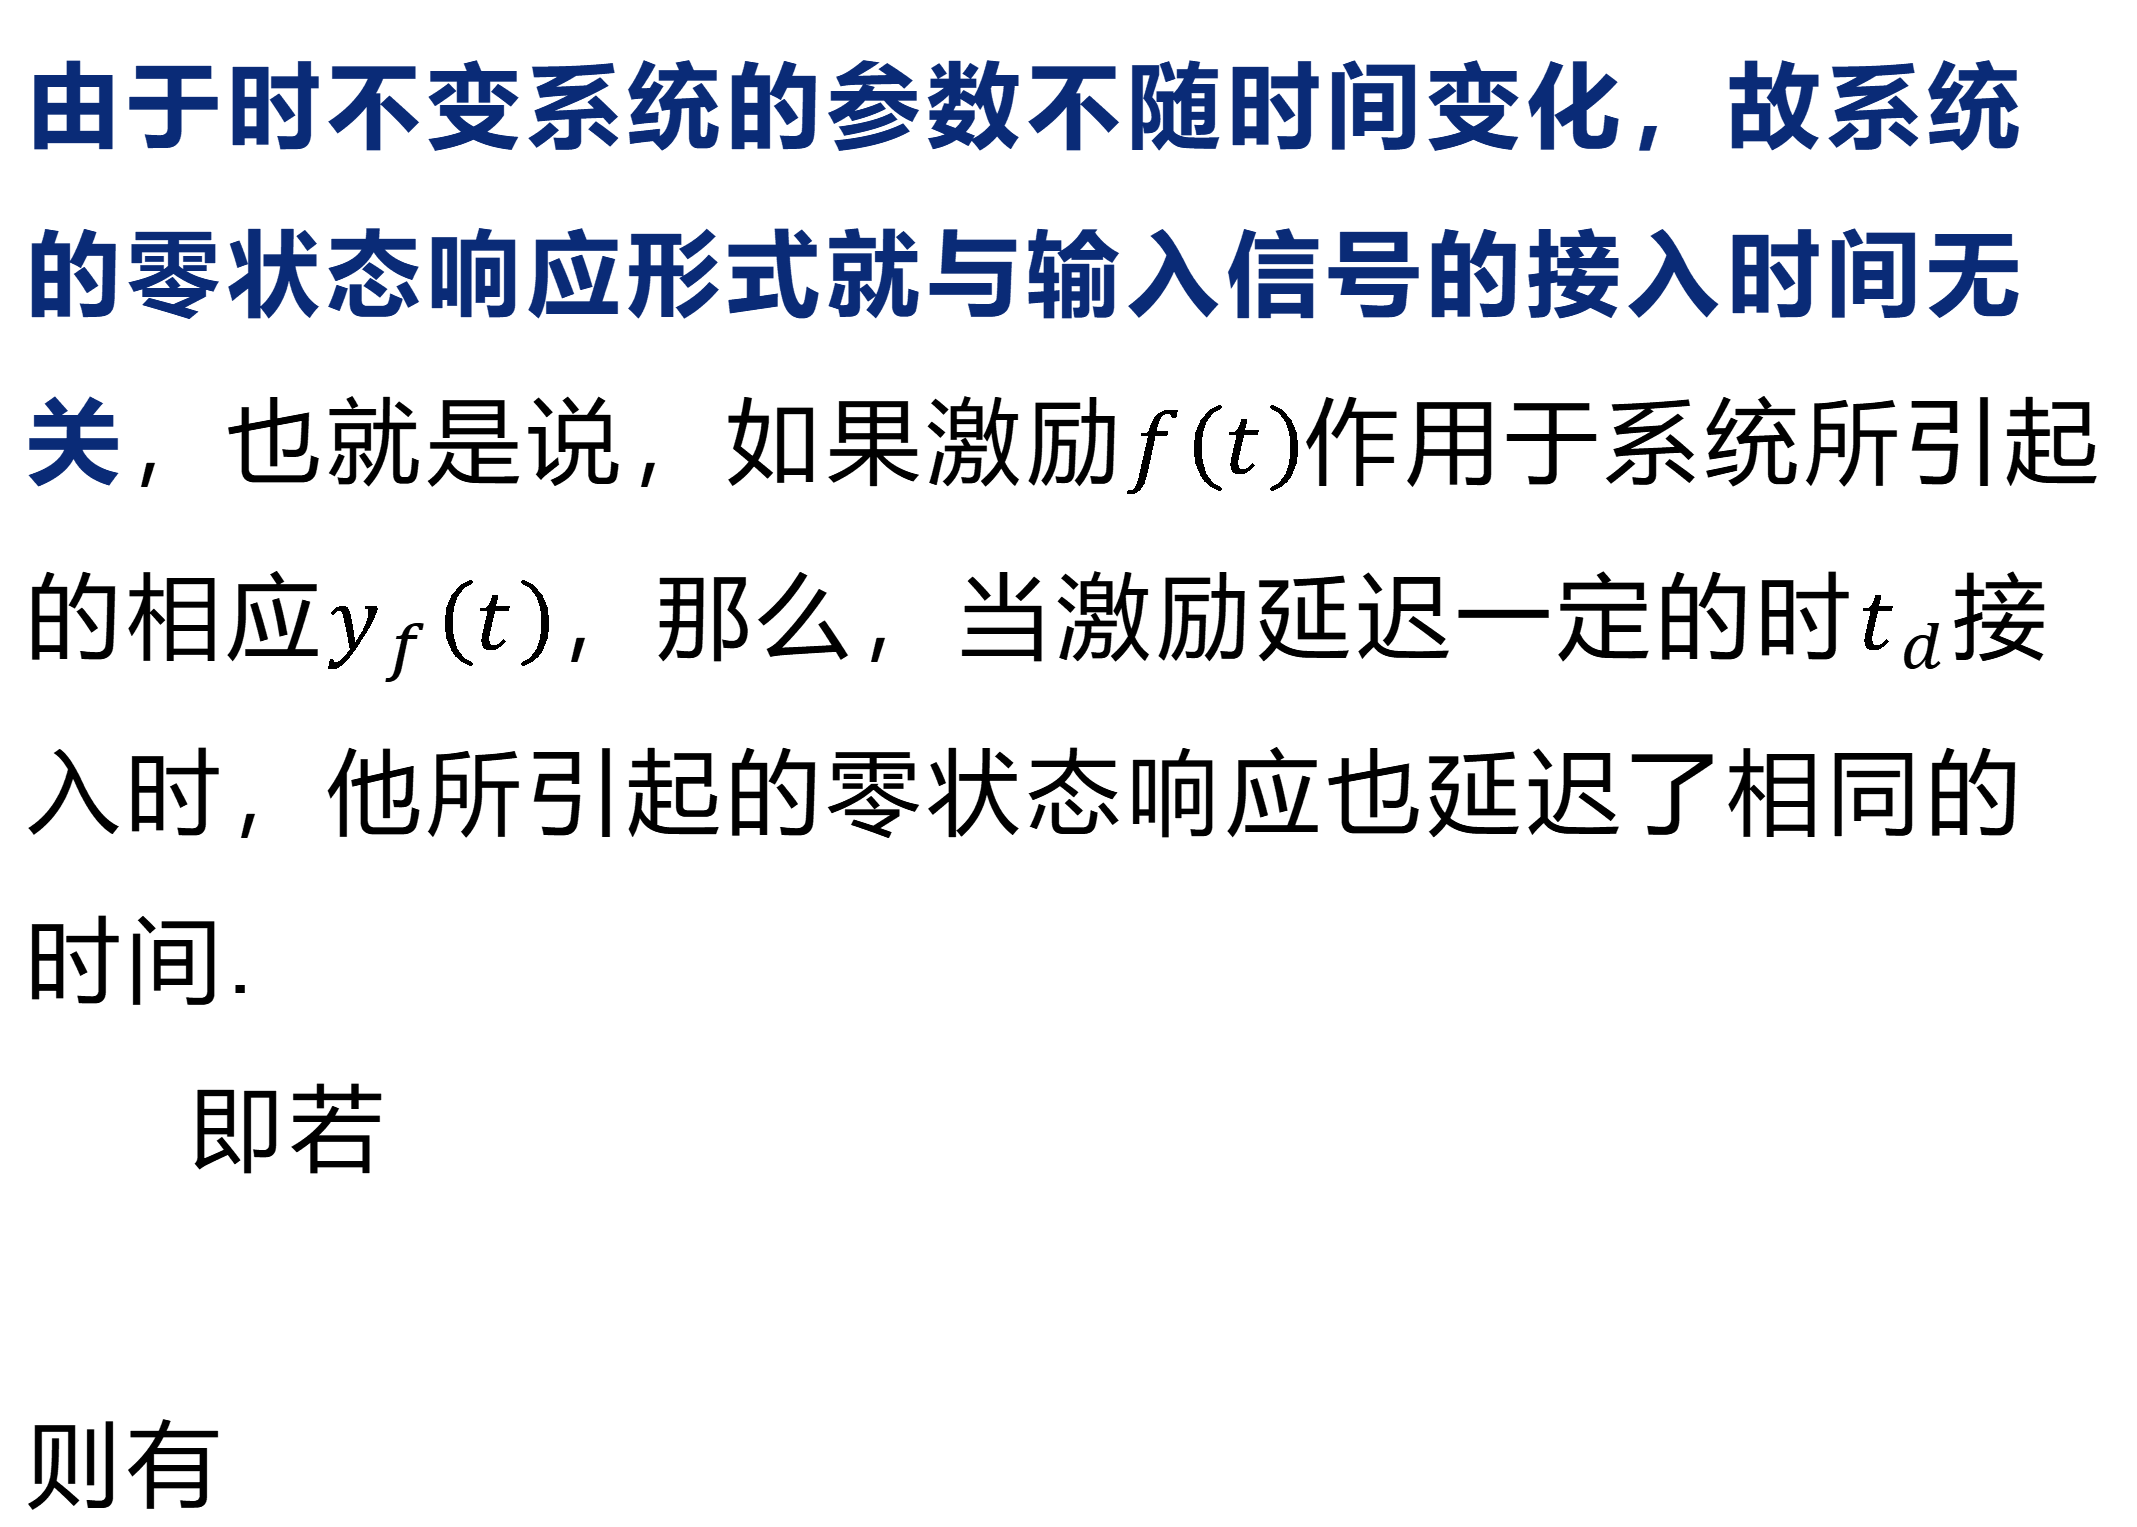 由于时不变系统的参数不随时间变化，故系统
的零状态响应形式就与输入信号的接入时间无
关，也就是说，如果激励f(t)作用于系统所引起
的相应y_f(t)，那么，当激励延迟一定的时t_d接
入时，他所引起的零状态响应也延迟了相同的
时间.
即若
则有